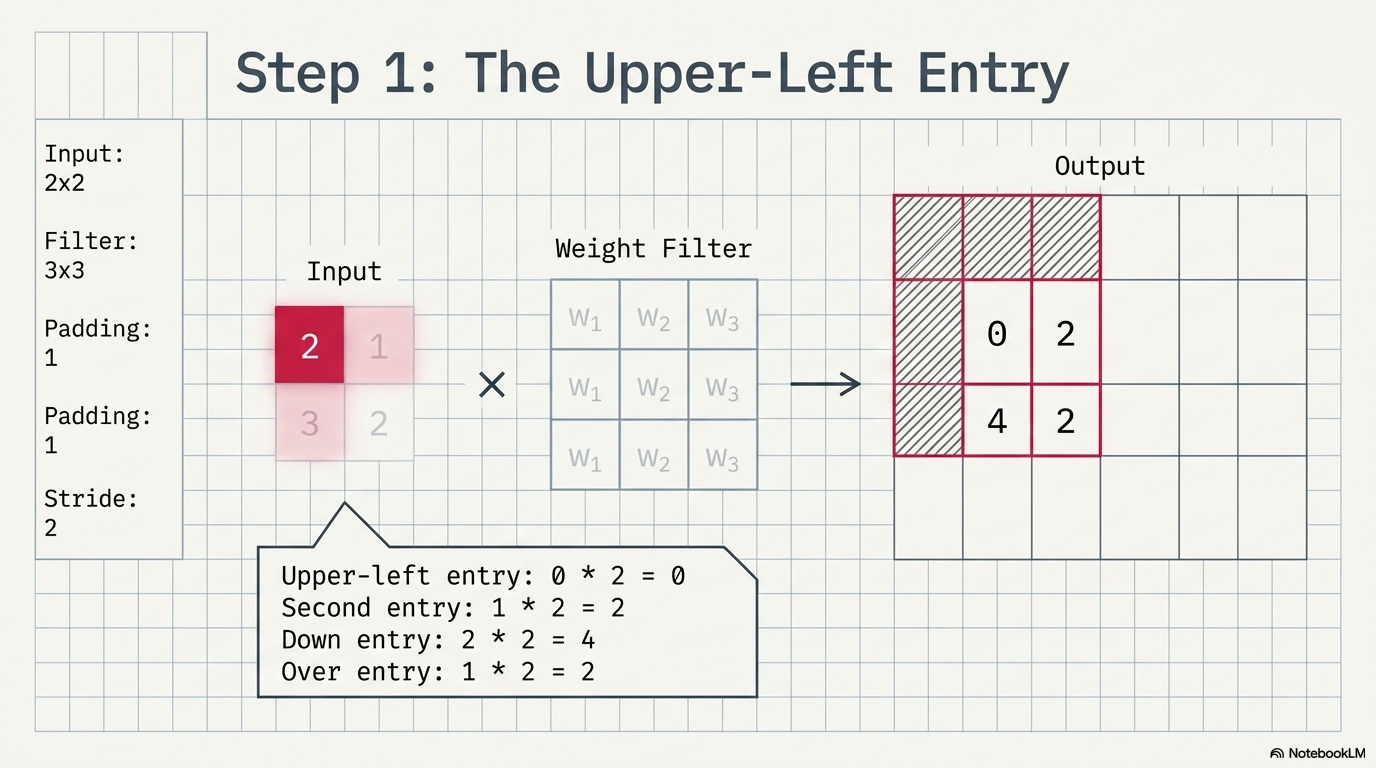 Step 1: The Upper-Left Entry
Input:
2x2
Filter:
3x3
Padding:
1
Padding:
1
Stride:
2
Input
2 1
3 2
×
Weight Filter
W₁ W₂ W₃
W₁ W₂ W₃
W₁ W₂ W₃
→
Output
0 2
4 2
Upper-left entry: 0 * 2 = 0
Second entry: 1 * 2 = 2
Down entry: 2 * 2 = 4
Over entry: 1 * 2 = 2
NotebookLM